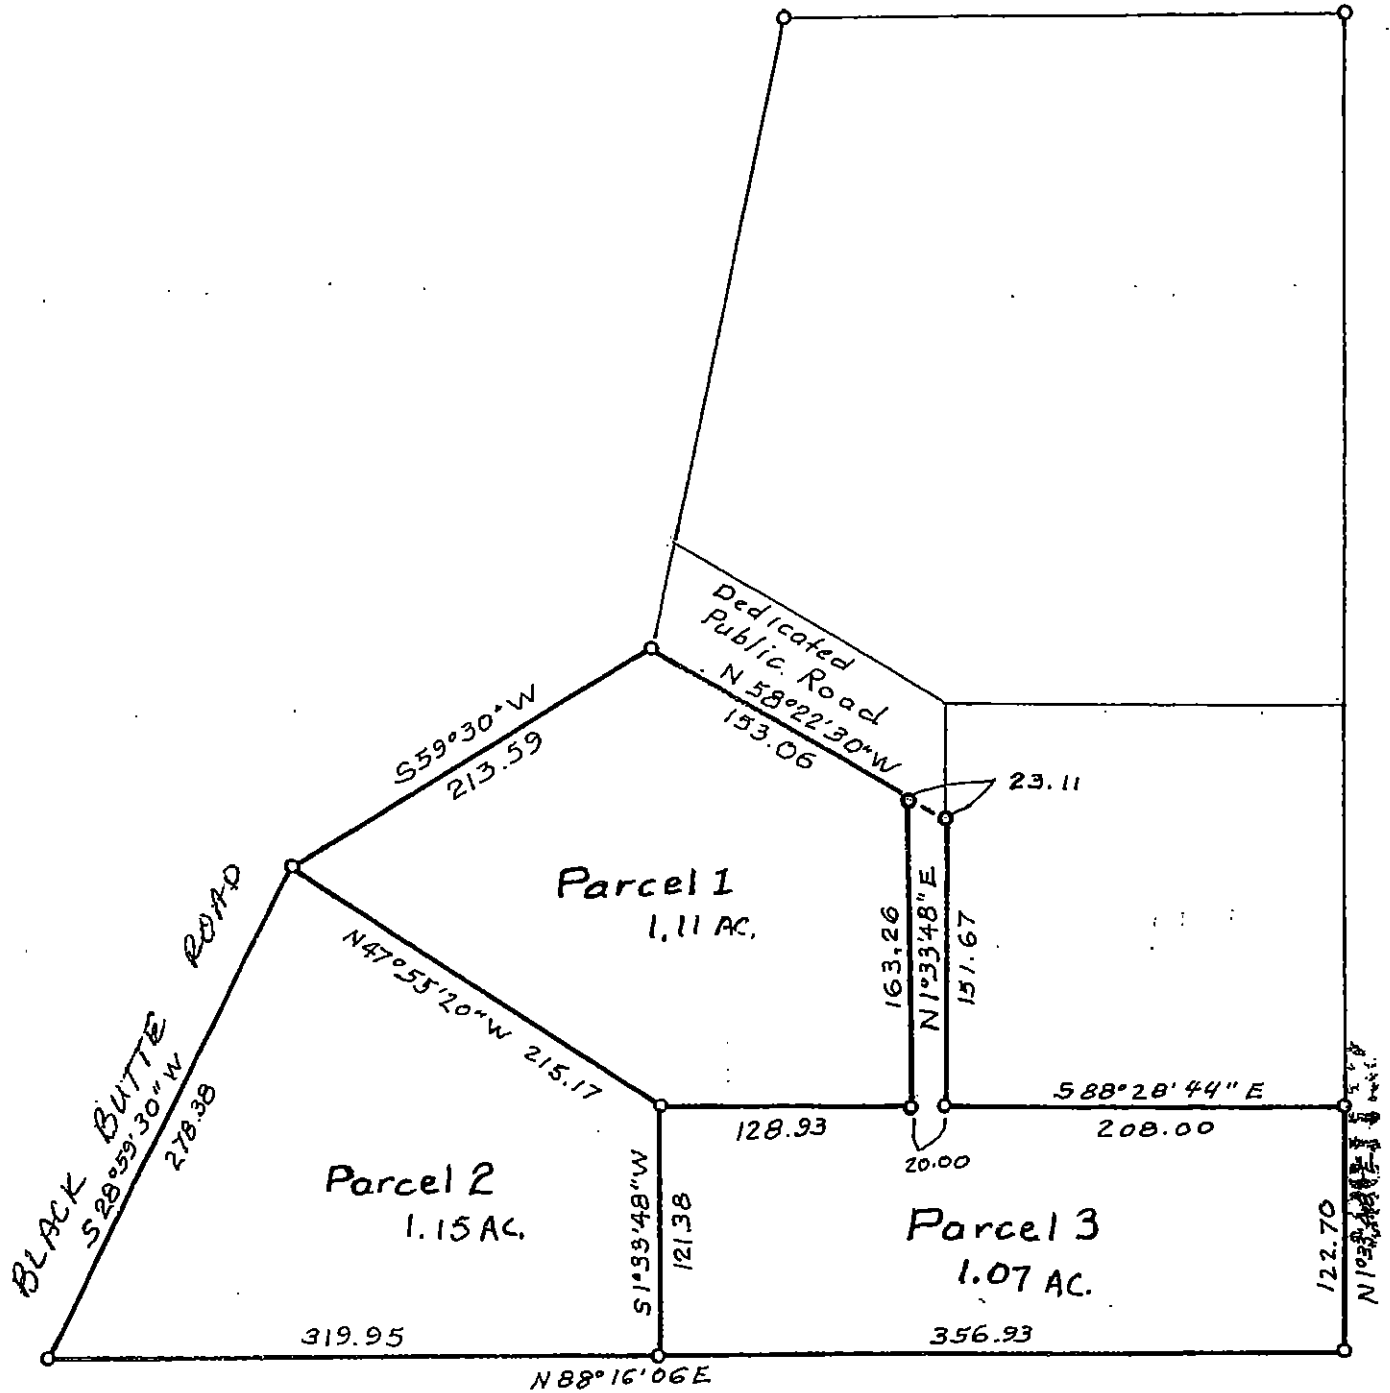 Dedicated
Public Road
N 58°22'30"W
153.06
S59°30"W
213.59
23.11
Parcel 1
1.11 AC.
163.26
N1°33'48"E
151.67
BLACK BUTTE ROAD
S28°59'30"W
278.38
N47°55'20"W 215.17
128.93
20.00
S88°28'44"E
208.00
Parcel 2
1.15 AC.
S1°33'48"W
121.38
Parcel 3
1.07 AC.
122.70
319.95
356.93
N88°16'06E